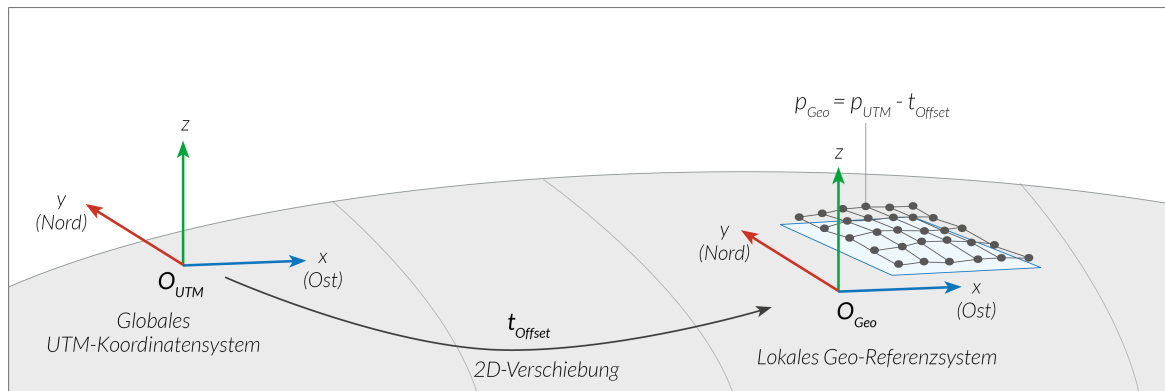 z
y
(Nord)
x
(Ost)
O_UTM
Globales
UTM-Koordinatensystem
t_Offset
2D-Verschiebung
p_Geo = p_UTM - t_Offset
z
y
(Nord)
x
(Ost)
O_Geo
Lokales Geo-Referenzsystem